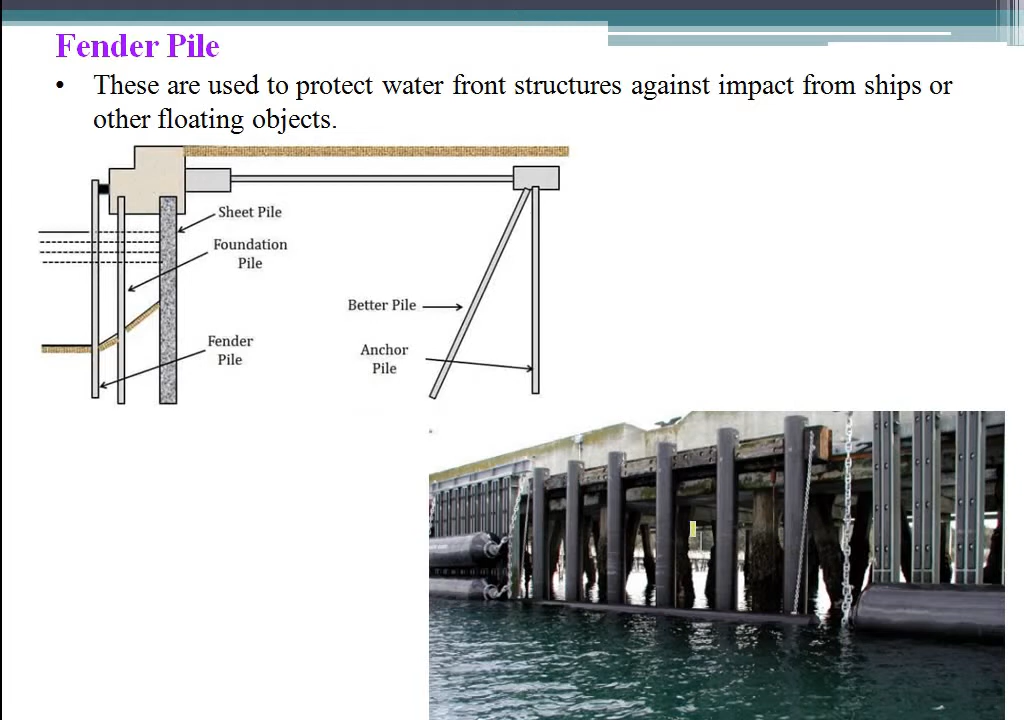 Fender Pile
• These are used to protect water front structures against impact from ships or
other floating objects.
Sheet Pile
Foundation
Pile
Better Pile
Fender
Pile
Anchor
Pile